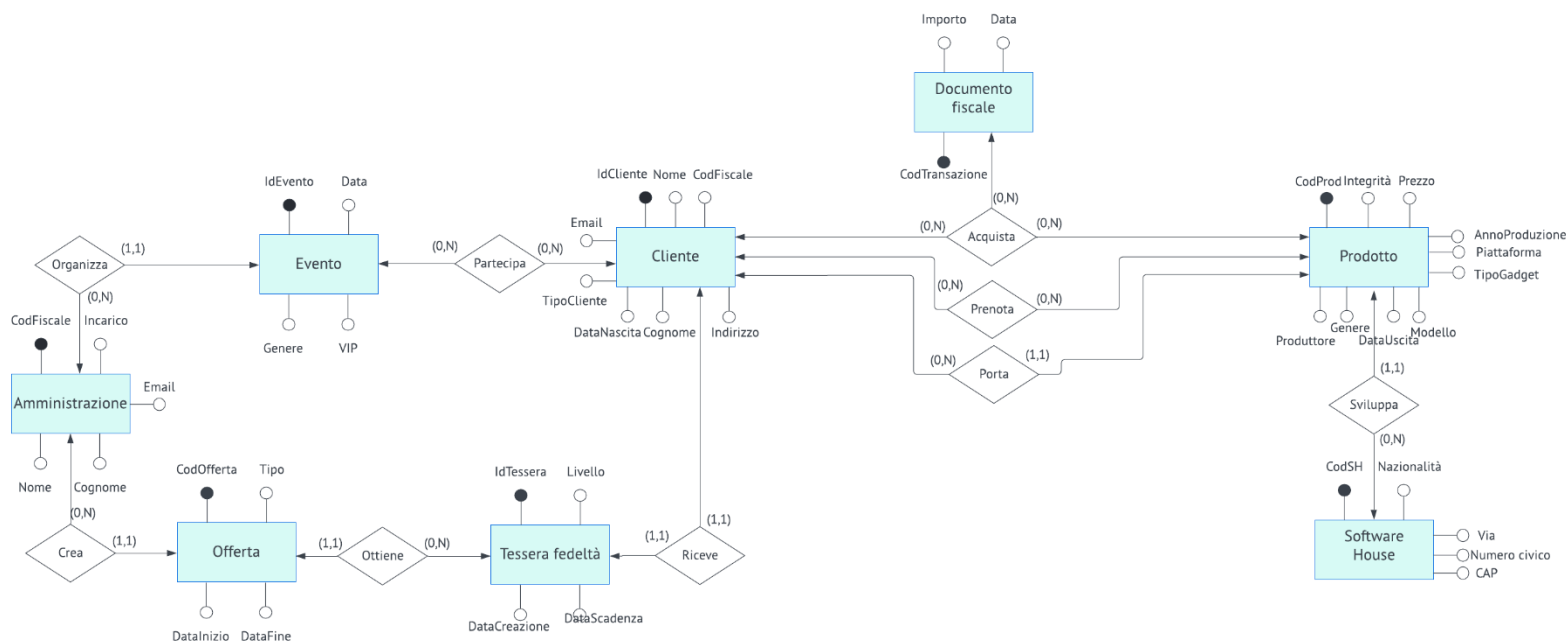 Importo
Data
Documento
fiscale
CodTransazione
(0,N)
IdEvento
Data
Evento
Genere
VIP
(0,N)
Partecipa
(0,N)
IdCliente
Nome
CodFiscale
Email
Cliente
TipoCliente
DataNascita
Cognome
Indirizzo
(0,N)
Acquista
(0,N)
(0,N)
Prenota
(0,N)
(0,N)
Porta
(1,1)
CodProd
Integrità
Prezzo
Prodotto
AnnoProduzione
Piattaforma
TipoGadget
Produttore
Genere
DataUscita
Modello
(1,1)
Sviluppa
(0,N)
CodSH
Nazionalità
Software
House
Via
Numero civico
CAP
Organizza
(1,1)
(0,N)
CodFiscale
Incarico
Amministrazione
Email
Nome
Cognome
(0,N)
Crea
(1,1)
CodOfferta
Tipo
Offerta
DataInizio
DataFine
(1,1)
Ottiene
(0,N)
IdTessera
Livello
Tessera fedeltà
DataCreazione
DataScadenza
(1,1)
Riceve
(1,1)